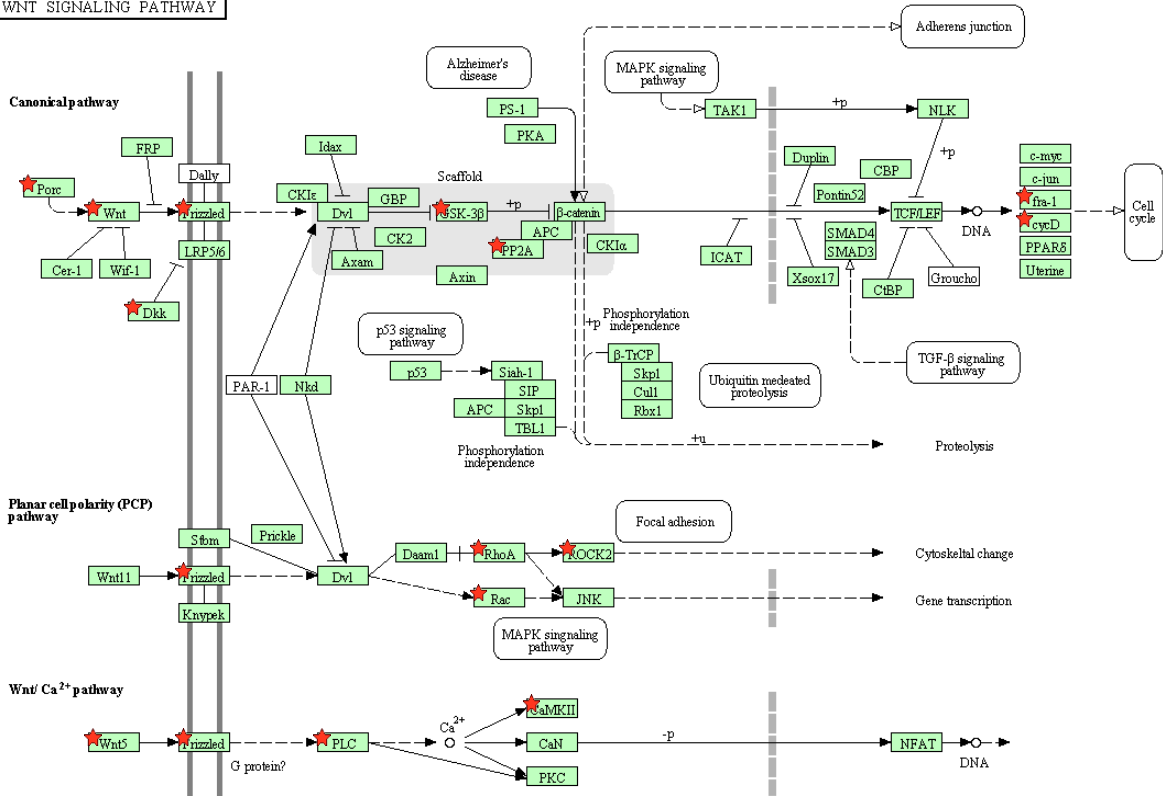 WNT SIGNALING PATHWAY
Adherens junction
Alzheimer's
disease
MAPK signaling
pathway
Canonical pathway
PS-1
PKA
TAK1
+p
NLK
FRP
Idax
Dally
Duplin
CBP
+p
c-myc
c-jun
Porc
Scaffold
CKIε
GBP
Pontin52
Wnt
Frizzled
Dvl
GSK-3β
+p
β-catenin
TCF/LEF
DNA
fra-1
cycD
Cell
cycle
APC
CK2
PP2A
CKIα
SMAD4
SMAD3
PPARδ
LRP5/6
Axam
ICAT
Cer-1
Wif-1
Axin
Xsox17
CtBP
Groucho
Uterine
Dkk
p53 signaling
pathway
+p
Phosphorylation
independence
TGF-β signaling
pathway
β-TrCP
p53
Siah-1
Skp1
PAR-1
Nkd
SIP
Cul1
Ubiquitin medeated
proteolysis
APC
Skp1
Rbx1
TBL1
+u
Proteolysis
Phosphorylation
independence
Planar cell polarity (PCP)
pathway
Focal adhesion
Stbm
Prickle
Daam1
RhoA
ROCK2
Cytoskeltal change
Wnt11
Frizzled
Dvl
Rac
JNK
Gene transcription
Knypek
MAPK singnaling
pathway
Wnt/ Ca2+ pathway
CaMKII
Ca2+
Wnt5
Frizzled
PLC
CaN
-p
NFAT
DNA
G protein?
PKC